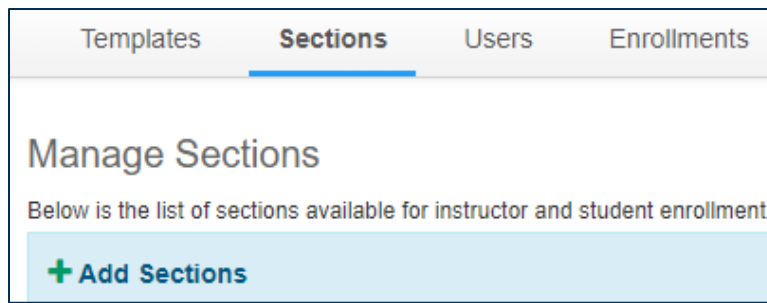 Templates Sections Users Enrollments
Manage Sections
Below is the list of sections available for instructor and student enrollment
Add Sections